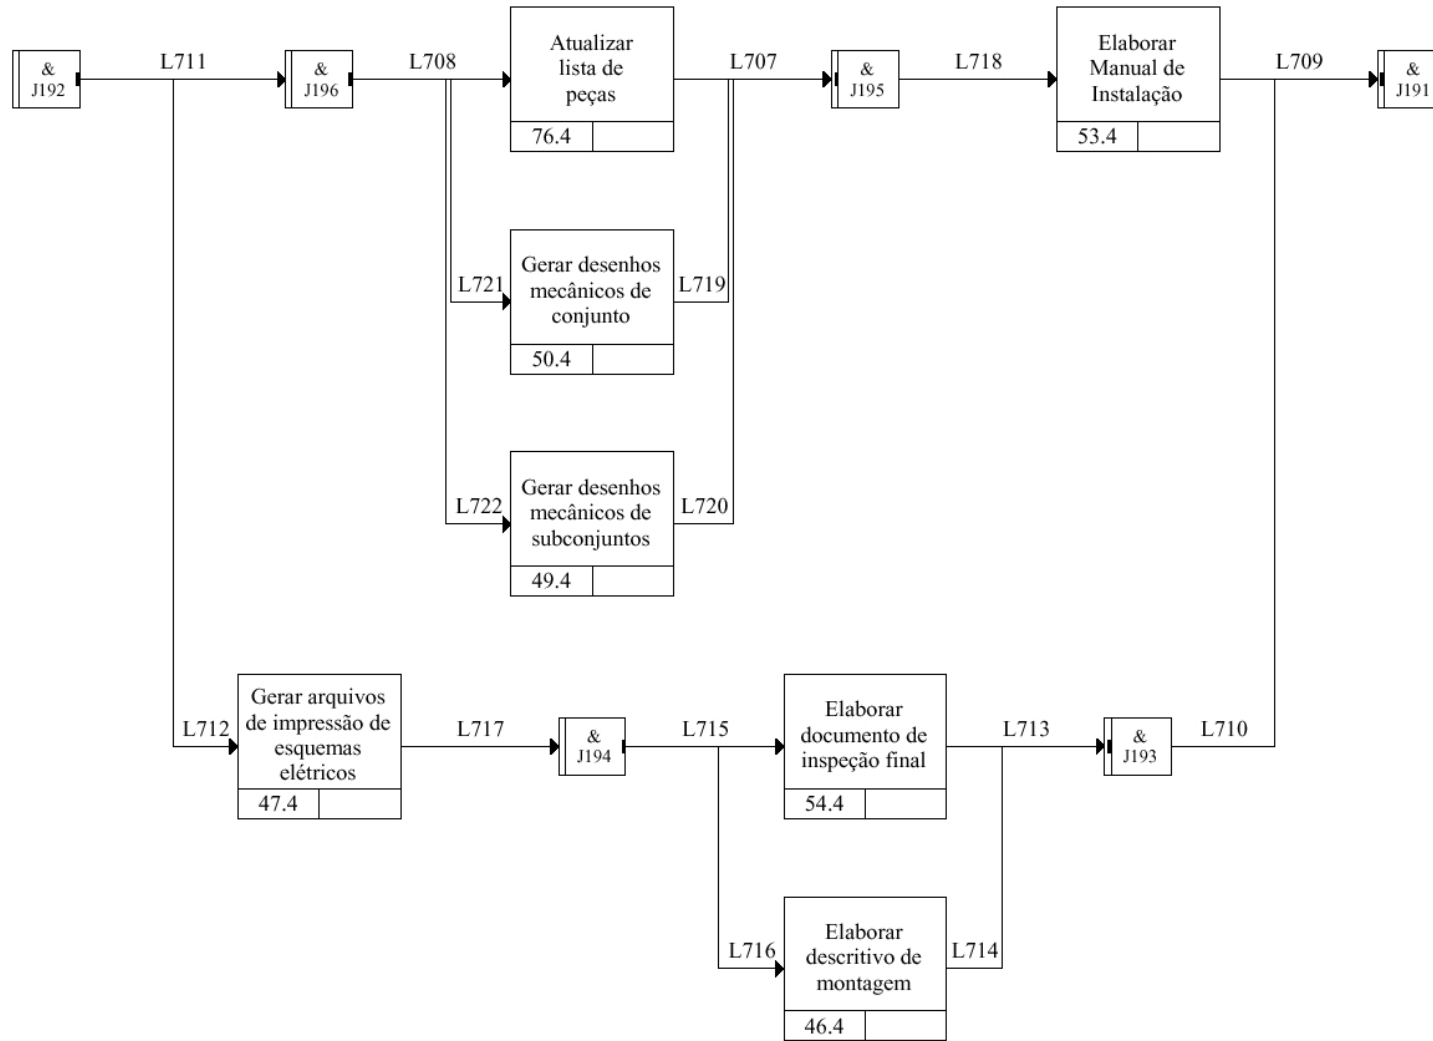 &
J192
L711
&
J196
L708
Atualizar
lista de
peças
76.4
L707
&
J195
L718
Elaborar
Manual de
Instalação
53.4
L709
&
J191
L721
Gerar desenhos
mecânicos de
conjunto
50.4
L719
L722
Gerar desenhos
mecânicos de
subconjuntos
49.4
L720
L712
Gerar arquivos
de impressão de
esquemas
elétricos
47.4
L717
&
J194
L715
Elaborar
documento de
inspeção final
54.4
L713
&
J193
L710
L716
Elaborar
descritivo de
montagem
46.4
L714